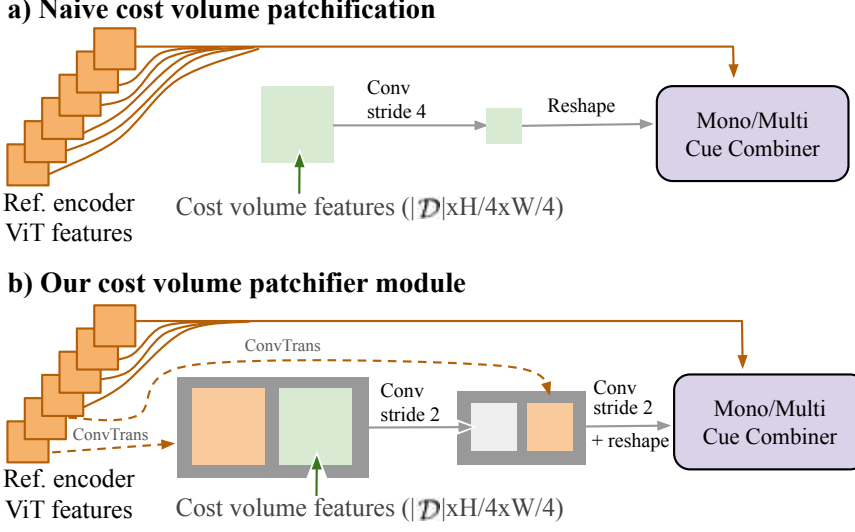 a) Naive cost volume patchification
Conv
stride 4
Reshape
Mono/Multi
Cue Combiner
Ref. encoder
ViT features
Cost volume features (|𝒟|xH/4xW/4)
b) Our cost volume patchifier module
ConvTrans
Conv
stride 2
Conv
stride 2
+ reshape
Mono/Multi
Cue Combiner
ConvTrans
Ref. encoder
ViT features
Cost volume features (|𝒟|xH/4xW/4)